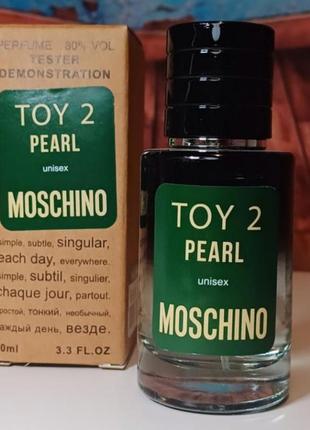 PERFUME 80% VOL
TESTER
DEMONSTRATION
TOY 2
PEARL
unisex
MOSCHINO
simple, subtle, singular,
each day, everywhere.
simple, subtil, singulier,
chaque jour, partout.
простой, тонкий, необычный,
каждый день, везде.
0ml 3.3 FL.OZ
TOY 2
PEARL
unisex
MOSCHINO